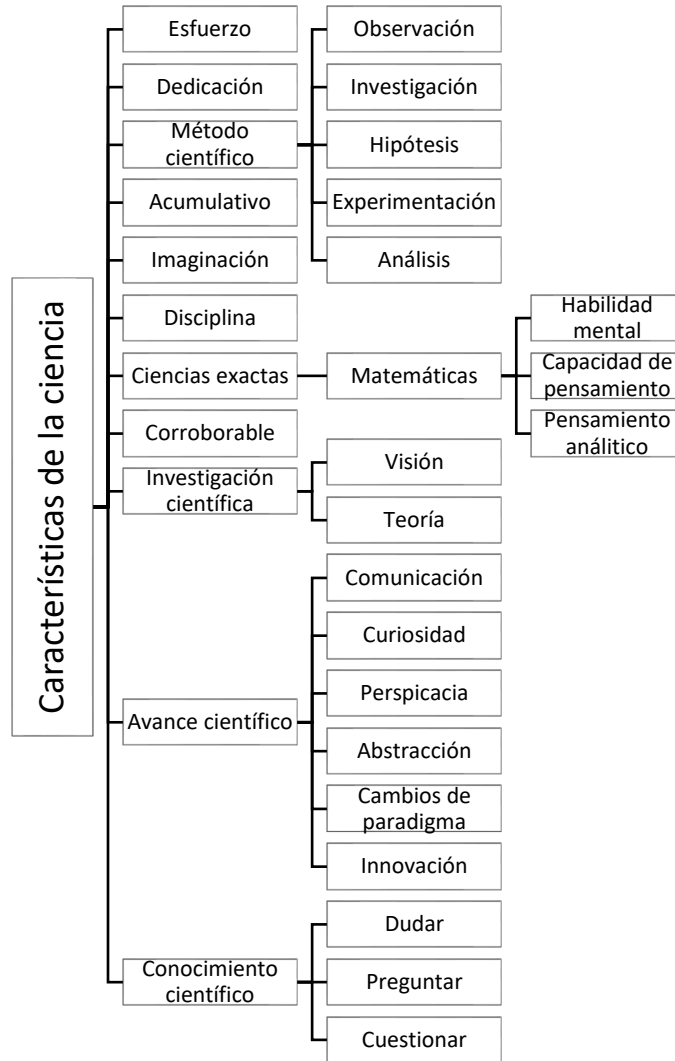 Características de la ciencia
Esfuerzo
Dedicación
Método
científico
Observación
Investigación
Hipótesis
Experimentación
Análisis
Acumulativo
Imaginación
Disciplina
Ciencias exactas
Matemáticas
Habilidad
mental
Capacidad de
pensamiento
Pensamiento
análitico
Corroborable
Investigación
científica
Visión
Teoría
Avance científico
Comunicación
Curiosidad
Perspicacia
Abstracción
Cambios de
paradigma
Innovación
Conocimiento
científico
Dudar
Preguntar
Cuestionar